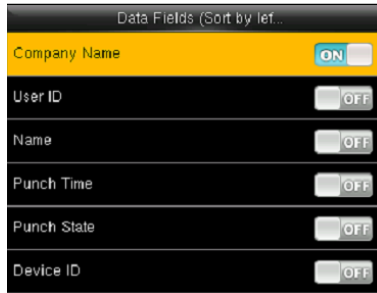 Data Fields (Sort by lef...
Company Name ON
User ID OFF
Name OFF
Punch Time OFF
Punch State OFF
Device ID OFF